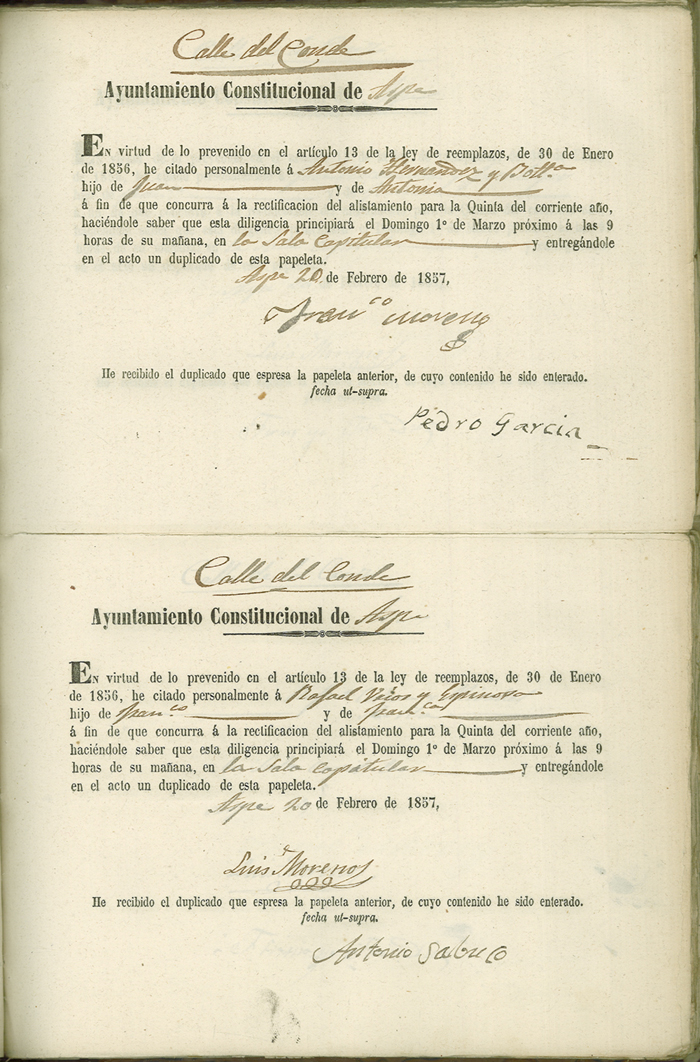 Calle del Conde
Ayuntamiento Constitucional de Aspe
En virtud de lo prevenido en el artículo 13 de la ley de reemplazos, de 30 de Enero
de 1856, he citado personalmente á Antonio Hernandez y Bottª
hijo de Juan y de Antonia
á fin de que concurra á la rectificacion del alistamiento para la Quinta del corriente año,
haciéndole saber que esta diligencia principiará el Domingo 1º de Marzo próximo á las 9
horas de su mañana, en la Sala Capitular y entregándole
en el acto un duplicado de esta papeleta.
Aspe 20 de Febrero de 1857,
Franco Moreno
He recibido el duplicado que espresa la papeleta anterior, de cuyo contenido he sido enterado.
fecha ut-supra.
Pedro Garcia
Calle del Conde
Ayuntamiento Constitucional de Aspe
En virtud de lo prevenido en el artículo 13 de la ley de reemplazos, de 30 de Enero
de 1856, he citado personalmente á Rafael y Espinosa
hijo de Franco y de Franca
á fin de que concurra á la rectificacion del alistamiento para la Quinta del corriente año,
haciéndole saber que esta diligencia principiará el Domingo 1º de Marzo próximo á las 9
horas de su mañana, en la Sala Capitular y entregándole
en el acto un duplicado de esta papeleta.
Aspe 20 de Febrero de 1857,
Luis Moreno
He recibido el duplicado que espresa la papeleta anterior, de cuyo contenido he sido enterado.
fecha ut-supra.
Antonio Sabuco